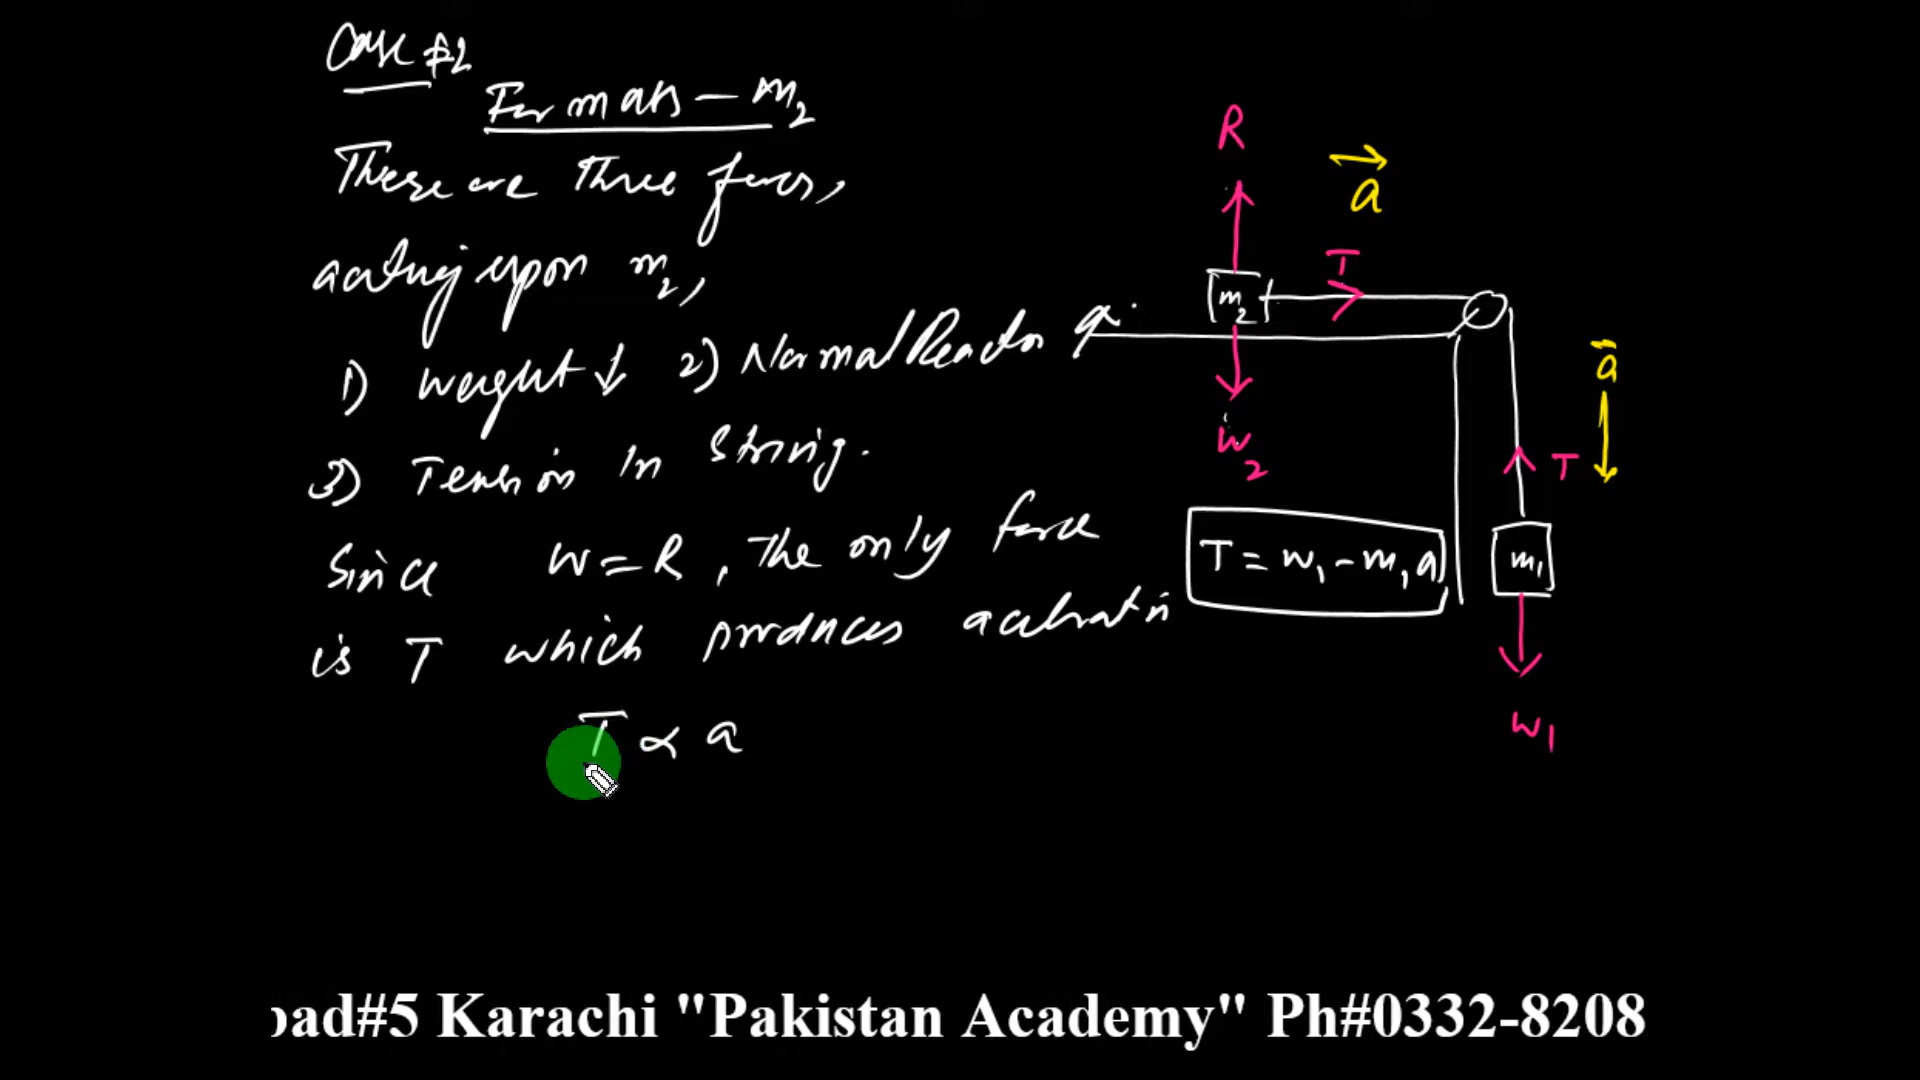 Case #2
For mass - m2
There are three forces,
acting upon m2,
1) weight ↓ 2) Normal Reaction
3) Tension in string.
Since W = R, The only force
is T which produces
T ∝ a
R
a
T
m2
W2
a
T
T = W1 - m1a
m1
W1
oad#5 Karachi "Pakistan Academy" Ph#0332-8208